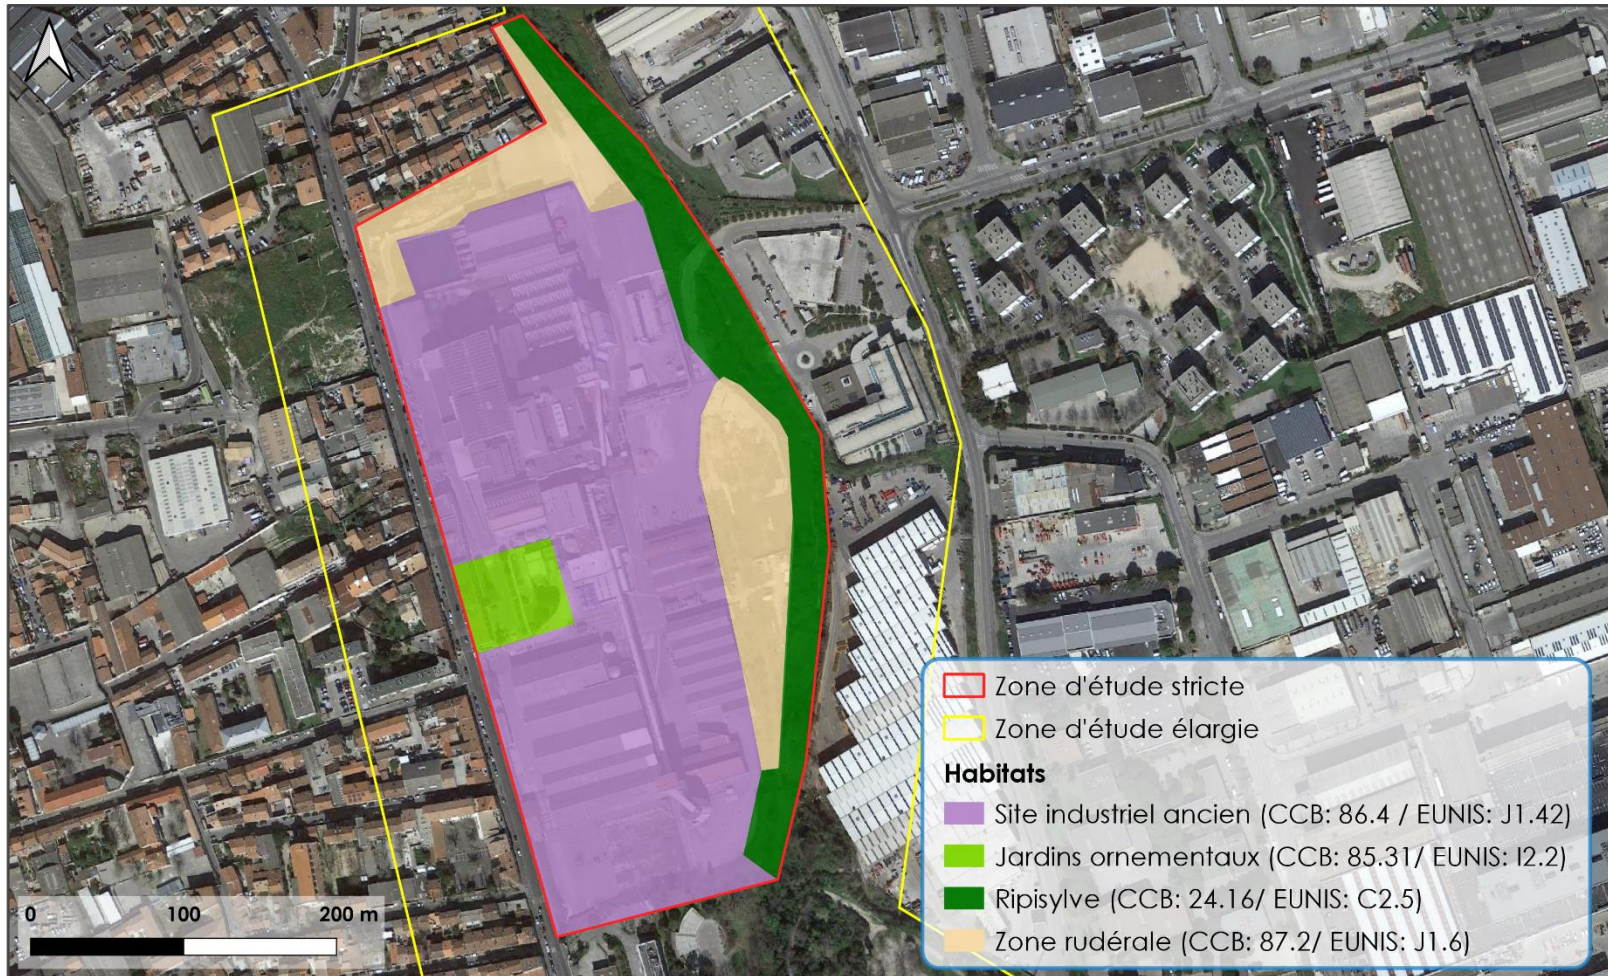 Zone d'étude stricte
Zone d'étude élargie
Habitats
Site industriel ancien (CCB: 86.4 / EUNIS: J1.42)
Jardins ornementaux (CCB: 85.31/ EUNIS: I2.2)
Ripisylve (CCB: 24.16/ EUNIS: C2.5)
Zone rudérale (CCB: 87.2/ EUNIS: J1.6)
0 100 200 m